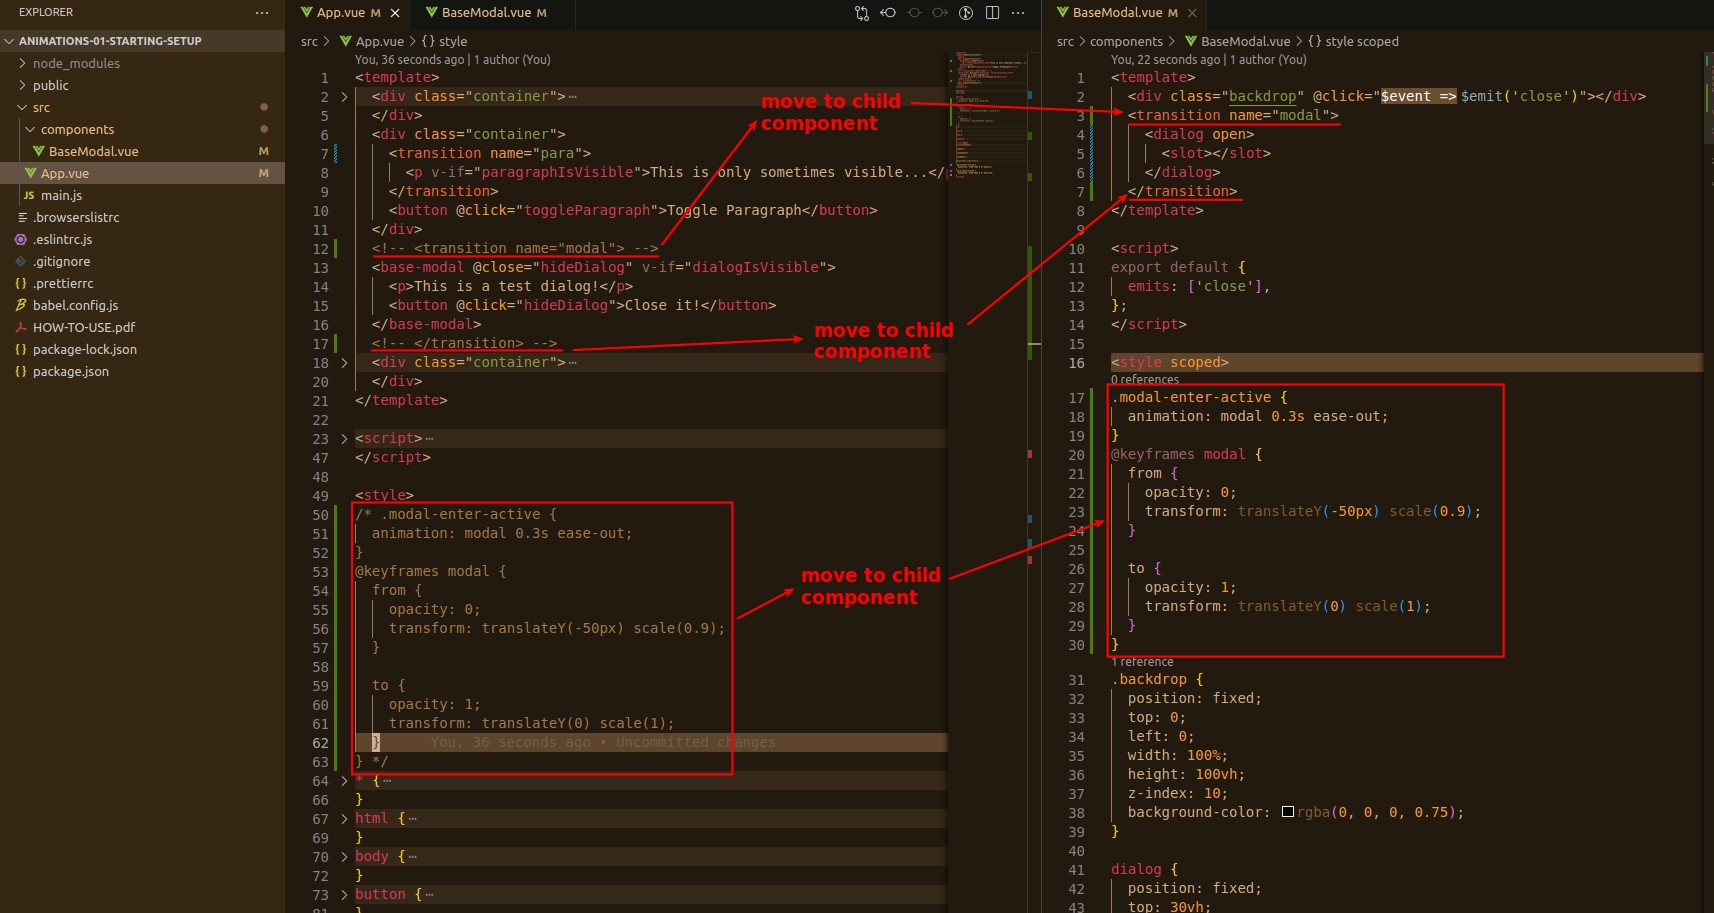 EXPLORER
ANIMATIONS-01-STARTING-SETUP
node_modules
public
src
components
BaseModal.vue M
App.vue M
JS main.js
.browserslistrc
.eslintrc.js
.gitignore
{} .prettierrc
babel.config.js
HOW-TO-USE.pdf
{} package-lock.json
{} package.json
App.vue M
BaseModal.vue M
src > App.vue > {} style
You, 36 seconds ago | 1 author (You)
1 <template>
2 <div class="container">…
5 </div>
6 <div class="container">
7 <transition name="para">
8 <p v-if="paragraphIsVisible">This is only sometimes visible...</
9 </transition>
10 <button @click="toggleParagraph">Toggle Paragraph</button>
11 </div>
12 <!-- <transition name="modal"> -->
13 <base-modal @close="hideDialog" v-if="dialogIsVisible">
14 <p>This is a test dialog!</p>
15 <button @click="hideDialog">Close it!</button>
16 </base-modal>
17 <!-- </transition> -->
18 <div class="container">…
20 </div>
21 </template>
22
23 <script>…
47 </script>
48
49 <style>
50 /* .modal-enter-active {
51 animation: modal 0.3s ease-out;
52 }
53 @keyframes modal {
54 from {
55 opacity: 0;
56 transform: translateY(-50px) scale(0.9);
57 }
58
59 to {
60 opacity: 1;
61 transform: translateY(0) scale(1);
62 } You, 36 seconds ago • Uncommitted changes
63 } */
64 * {…
66 }
67 html {…
69 }
70 body {…
72 }
73 button {…
81 }
move to child
component
move to child
component
move to child
component
BaseModal.vue M
src > components > BaseModal.vue > {} style scoped
You, 22 seconds ago | 1 author (You)
1 <template>
2 <div class="backdrop" @click="$event => $emit('close')"></div>
3 <transition name="modal">
4 <dialog open>
5 <slot></slot>
6 </dialog>
7 </transition>
8 </template>
9
10 <script>
11 export default {
12 emits: ['close'],
13 };
14 </script>
15
16 <style scoped>
0 references
17 .modal-enter-active {
18 animation: modal 0.3s ease-out;
19 }
20 @keyframes modal {
21 from {
22 opacity: 0;
23 transform: translateY(-50px) scale(0.9);
24 }
25
26 to {
27 opacity: 1;
28 transform: translateY(0) scale(1);
29 }
30 }
1 reference
31 .backdrop {
32 position: fixed;
33 top: 0;
34 left: 0;
35 width: 100%;
36 height: 100vh;
37 z-index: 10;
38 background-color: rgba(0, 0, 0, 0.75);
39 }
40
41 dialog {
42 position: fixed;
43 top: 30vh;